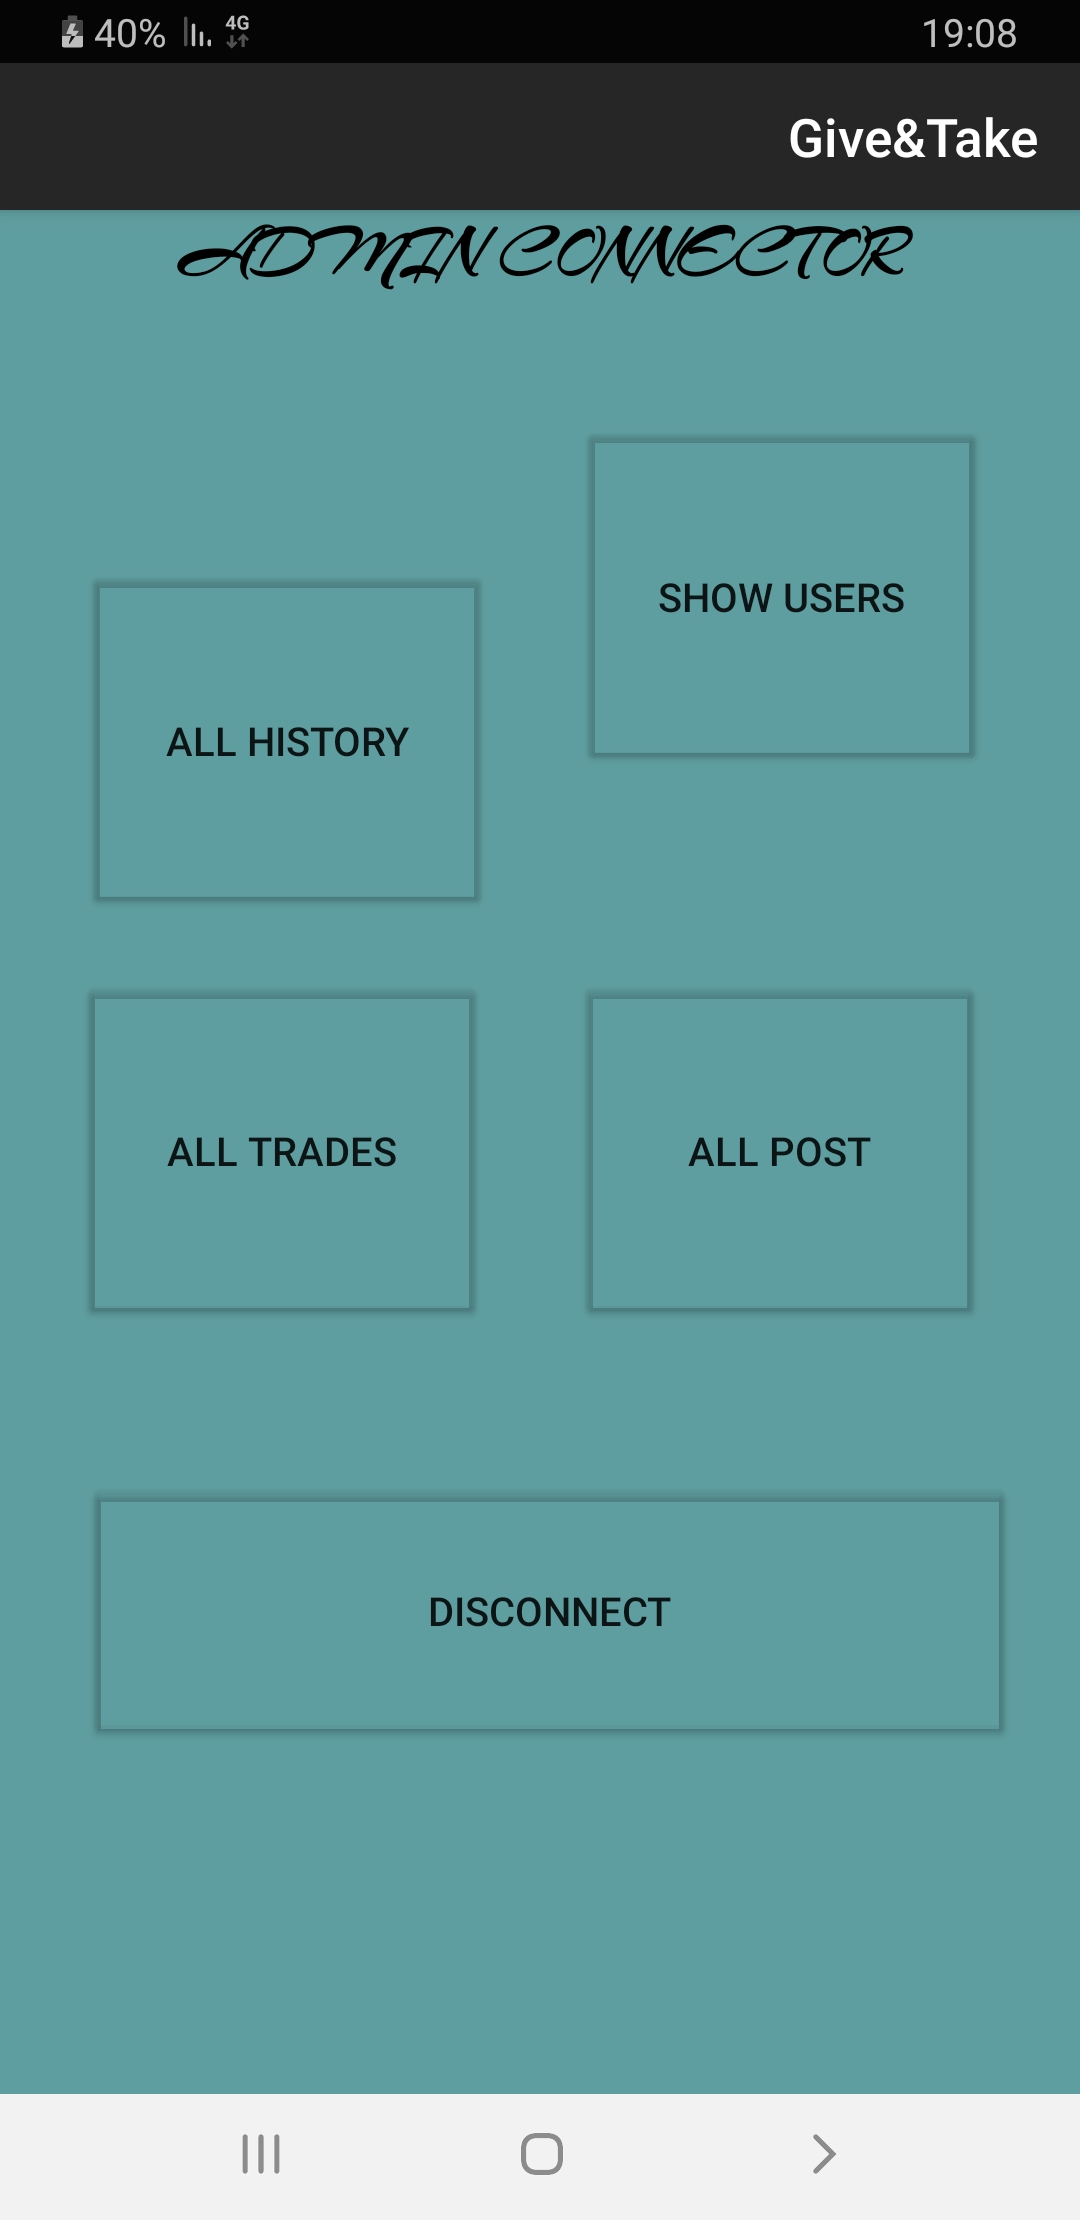 40% 4G 19:08
Give&Take
ADMIN CONNECTOR
SHOW USERS
ALL HISTORY
ALL TRADES
ALL POST
DISCONNECT